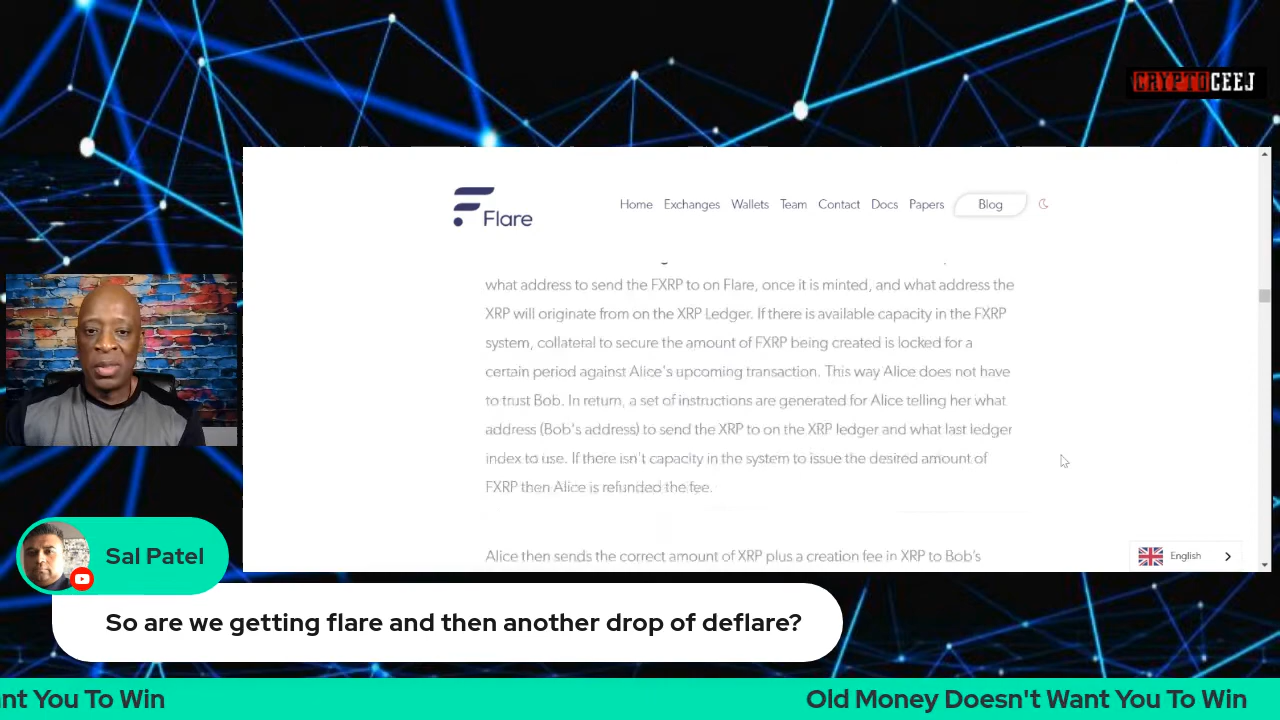 CRYPTOCEEJ
Flare
Home Exchanges Wallets Team Contact Docs Papers Blog
what address to send the FXRP to on Flare, once it is minted, and what address the
XRP will originate from on the XRP Ledger. If there is available capacity in the FXRP
system, collateral to secure the amount of FXRP being created is locked for a
certain period against Alice's upcoming transaction. This way Alice does not have
to trust Bob. In return, a set of instructions are generated for Alice telling her what
address (Bob's address) to send the XRP to on the XRP ledger and what last ledger
index to use. If there isn't capacity in the system to issue the desired amount of
FXRP then Alice is refunded the fee.
Alice then sends the correct amount of XRP plus a creation fee in XRP to Bob's
English
Sal Patel
So are we getting flare and then another drop of deflare?
nt You To Win
Old Money Doesn't Want You To Win